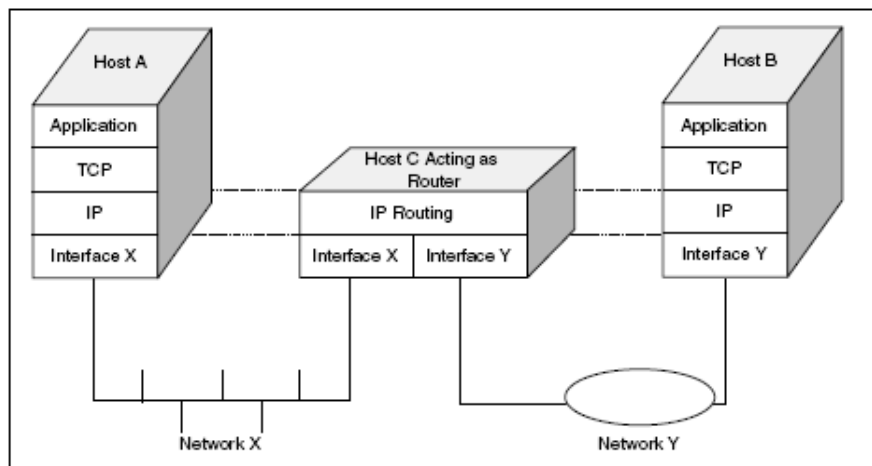 Host A
Application
TCP
IP
Interface X
Host C Acting as
Router
IP Routing
Interface X
Interface Y
Host B
Application
TCP
IP
Interface Y
Network X
Network Y